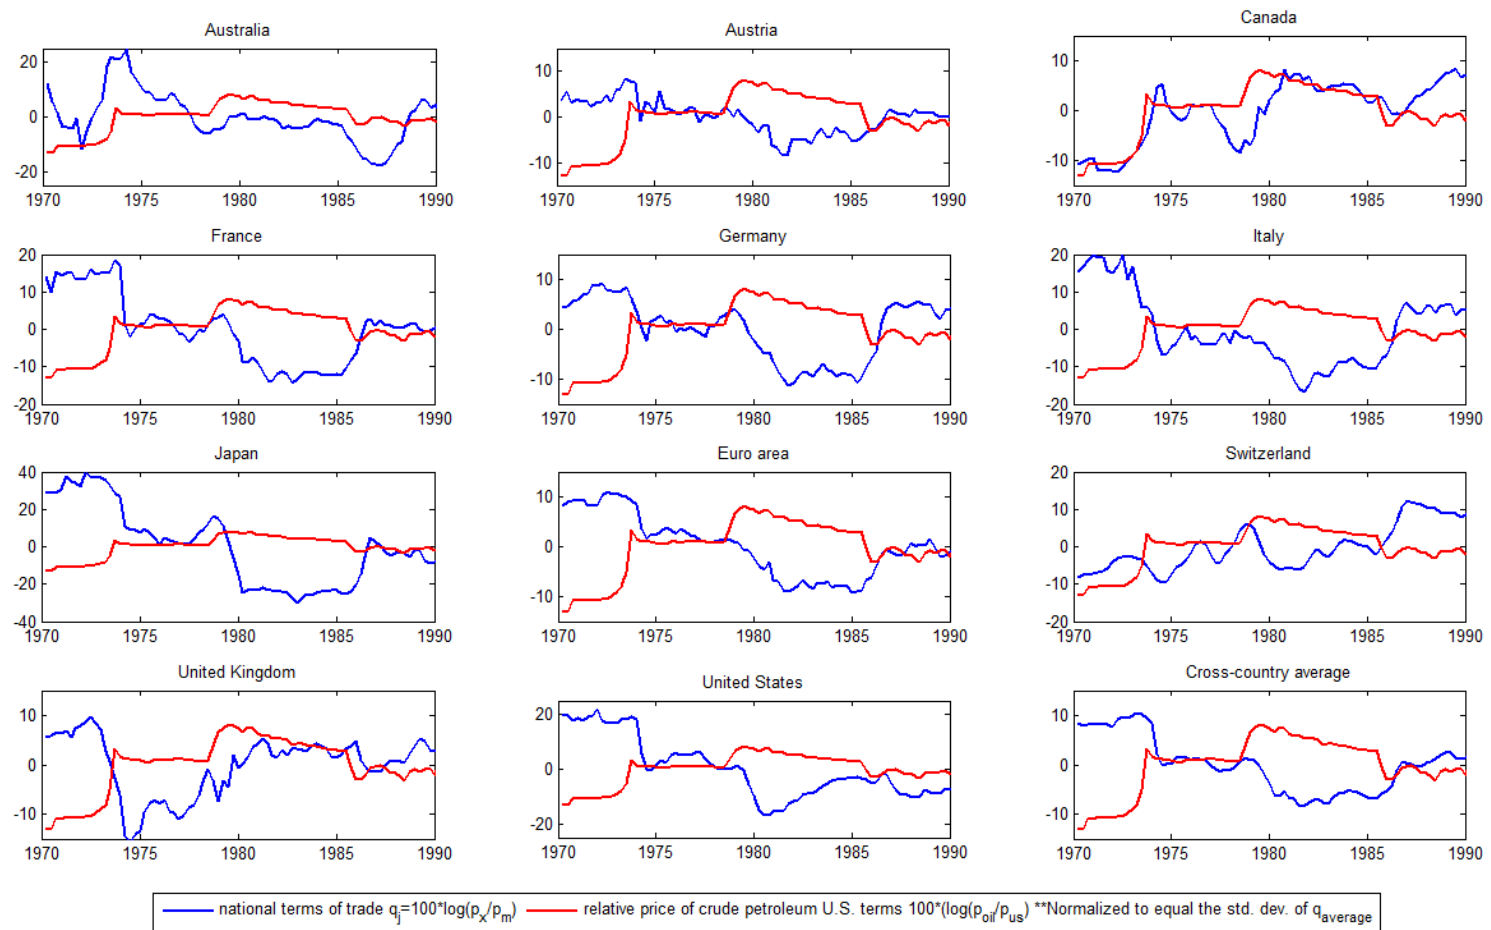 Australia
20
0
-20
1970 1975 1980 1985 1990
Austria
10
0
-10
1970 1975 1980 1985 1990
Canada
10
0
-10
1970 1975 1980 1985 1990
France
20
10
0
-10
-20
1970 1975 1980 1985 1990
Germany
10
0
-10
1970 1975 1980 1985 1990
Italy
20
10
0
-10
-20
1970 1975 1980 1985 1990
Japan
40
20
0
-20
-40
1970 1975 1980 1985 1990
Euro area
10
0
-10
1970 1975 1980 1985 1990
Switzerland
20
10
0
-10
-20
1970 1975 1980 1985 1990
United Kingdom
10
0
-10
1970 1975 1980 1985 1990
United States
20
0
-20
1970 1975 1980 1985 1990
Cross-country average
10
0
-10
1970 1975 1980 1985 1990
national terms of trade q_j=100*log(p_x/p_m) relative price of crude petroleum U.S. terms 100*(log(p_oil/p_us) **Normalized to equal the std. dev. of q_average